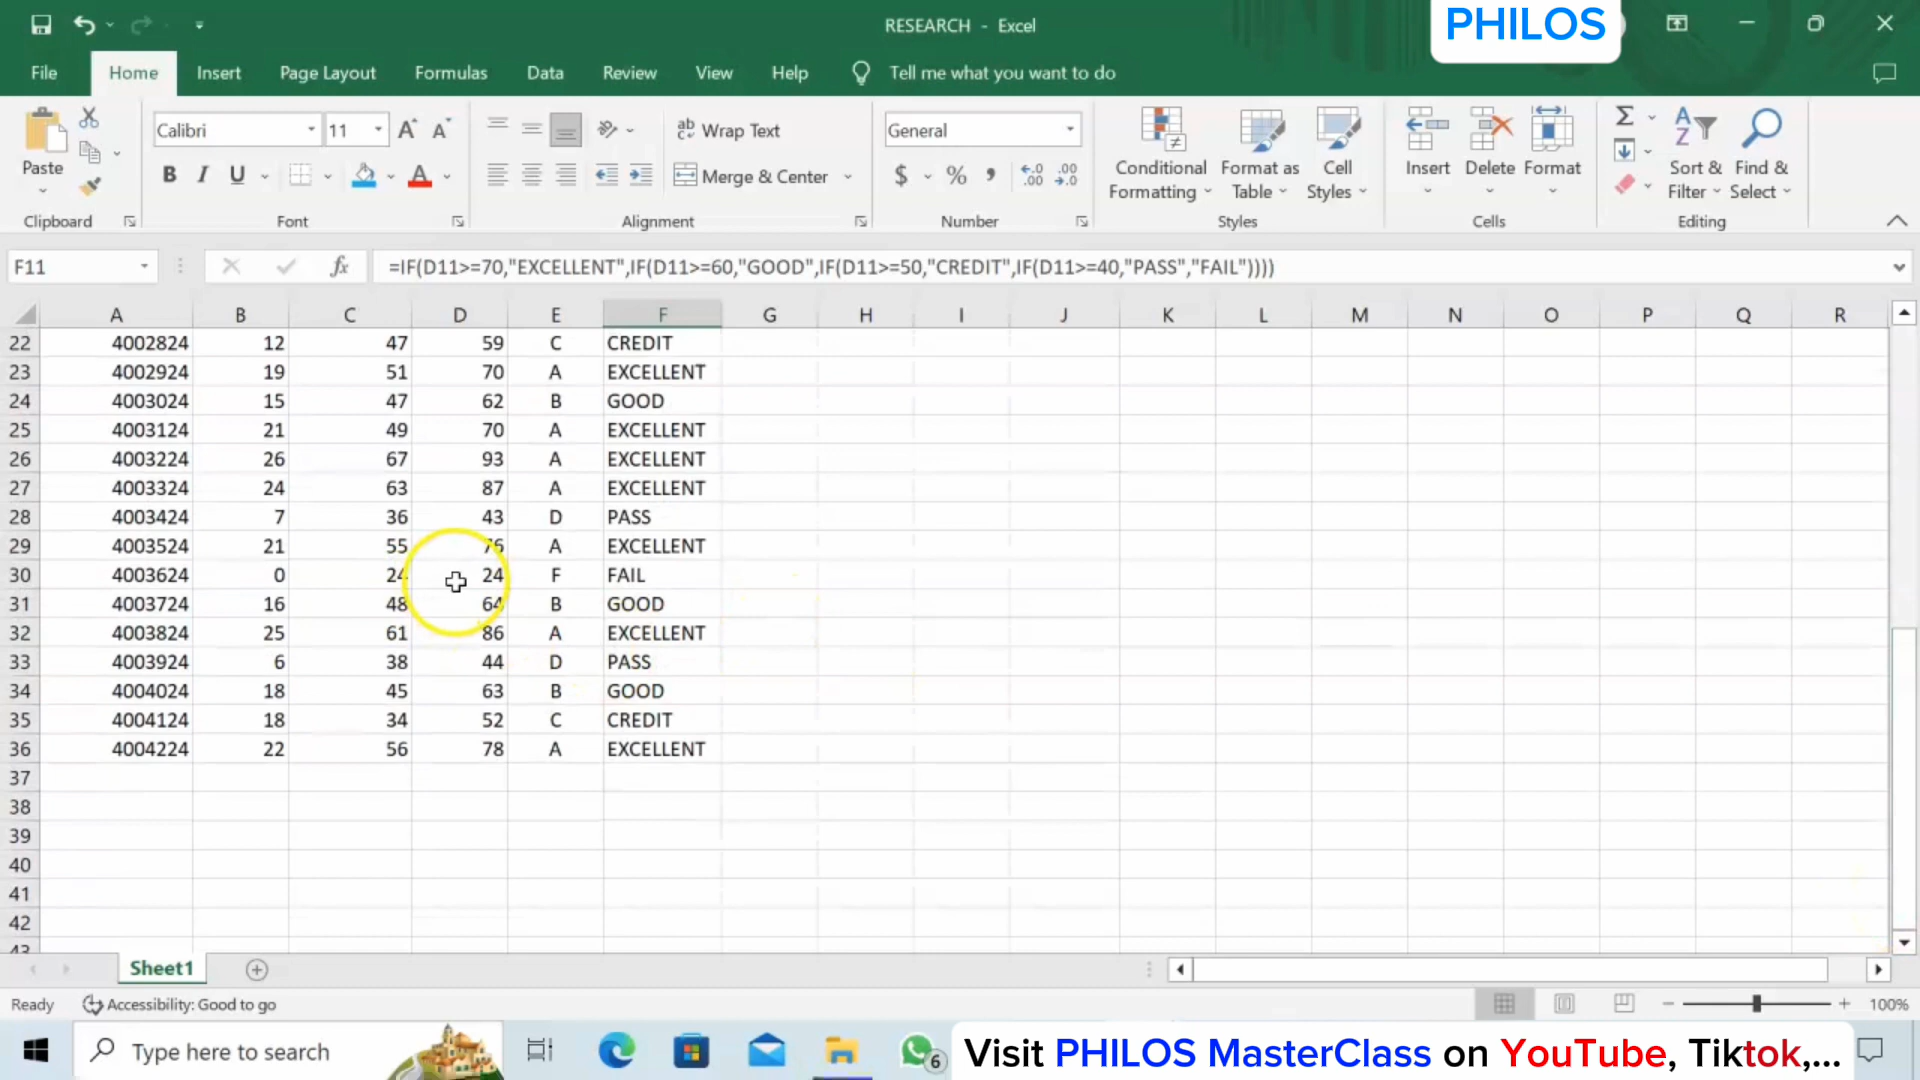 RESEARCH - Excel
PHILOS
File Home Insert Page Layout Formulas Data Review View Help Tell me what you want to do
Calibri 11 Wrap Text General
Paste B I U A Merge & Center $ % , Conditional Formatting Format as Table Cell Styles Insert Delete Format Sort & Filter Find & Select
Clipboard Font Alignment Number Styles Cells Editing
F11 fx =IF(D11>=70,"EXCELLENT",IF(D11>=60,"GOOD",IF(D11>=50,"CREDIT",IF(D11>=40,"PASS","FAIL"))))
A B C D E F G H I J K L M N O P Q R
22 4002824 12 47 59 C CREDIT
23 4002924 19 51 70 A EXCELLENT
24 4003024 15 47 62 B GOOD
25 4003124 21 49 70 A EXCELLENT
26 4003224 26 67 93 A EXCELLENT
27 4003324 24 63 87 A EXCELLENT
28 4003424 7 36 43 D PASS
29 4003524 21 55 76 A EXCELLENT
30 4003624 0 24 24 F FAIL
31 4003724 16 48 64 B GOOD
32 4003824 25 61 86 A EXCELLENT
33 4003924 6 38 44 D PASS
34 4004024 18 45 63 B GOOD
35 4004124 18 34 52 C CREDIT
36 4004224 22 56 78 A EXCELLENT
37
38
39
40
41
42
43
Sheet1
Ready Accessibility: Good to go 100%
Type here to search 6 Visit PHILOS MasterClass on YouTube, Tiktok,...